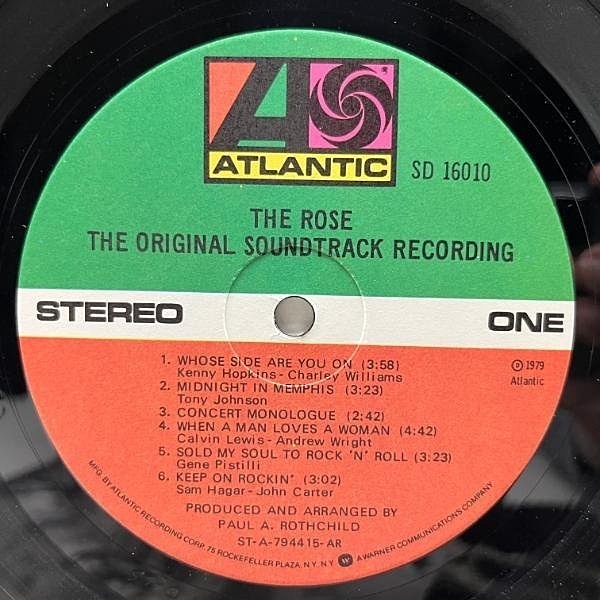 ATLANTIC
SD 16010
THE ROSE
THE ORIGINAL SOUNDTRACK RECORDING
STEREO
ONE
1. WHOSE SIDE ARE YOU ON (3:58)
Kenny Hopkins - Charley Williams
2. MIDNIGHT IN MEMPHIS (3:23)
Tony Johnson
3. CONCERT MONOLOGUE (2:42)
4. WHEN A MAN LOVES A WOMAN (4:42)
Calvin Lewis - Andrew Wright
5. SOLD MY SOUL TO ROCK 'N' ROLL (3:23)
Gene Pistilli
6. KEEP ON ROCKIN' (3:02)
Sam Hagar - John Carter
Ⓟ 1979
Atlantic
PRODUCED AND ARRANGED BY
PAUL A. ROTHCHILD
ST-A-794415-AR
MFG. BY ATLANTIC RECORDING CORP. 75 ROCKEFELLER PLAZA, N.Y. N.Y. A WARNER COMMUNICATIONS COMPANY